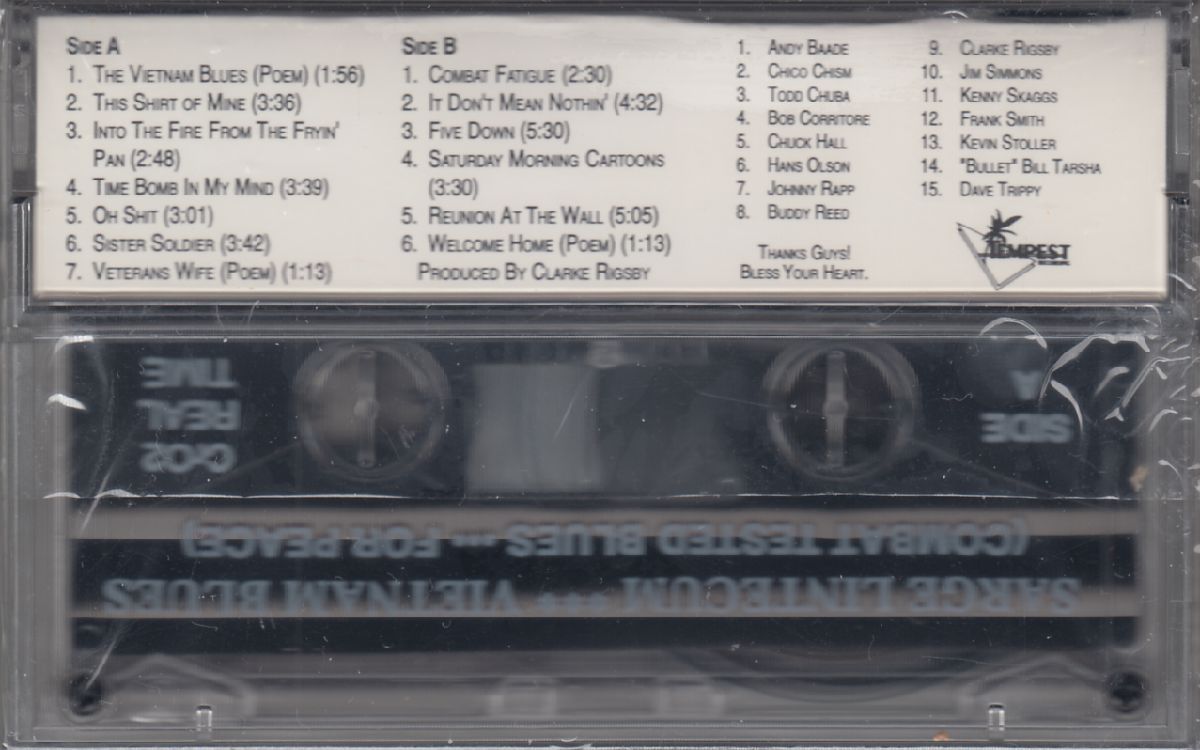 SIDE A
1. THE VIETNAM BLUES (POEM) (1:56)
2. THIS SHIRT OF MINE (3:36)
3. INTO THE FIRE FROM THE FRYIN'
PAN (2:48)
4. TIME BOMB IN MY MIND (3:39)
5. OH SHIT (3:01)
6. SISTER SOLDIER (3:42)
7. VETERANS WIFE (POEM) (1:13)
SIDE B
1. COMBAT FATIGUE (2:30)
2. IT DON'T MEAN NOTHIN' (4:32)
3. FIVE DOWN (5:30)
4. SATURDAY MORNING CARTOONS
(3:30)
5. REUNION AT THE WALL (5:05)
6. WELCOME HOME (POEM) (1:13)
PRODUCED BY CLARKE RIGSBY
1. ANDY BAADE
2. CHICO CHISM
3. TODD CHUBA
4. BOB CORRITORE
5. CHUCK HALL
6. HANS OLSON
7. JOHNNY RAPP
8. BUDDY REED
THANKS GUYS!
BLESS YOUR HEART.
9. CLARKE RIGSBY
10. JIM SIMMONS
11. KENNY SKAGGS
12. FRANK SMITH
13. KEVIN STOLLER
14. "BULLET" BILL TARSHA
15. DAVE TRIPPY
TEMPEST
SARGE LINTECUM +++ VIETNAM BLUES
(COMBAT TESTED BLUES --- FOR PEACE)
SIDE
A
CrO2
REAL
TIME